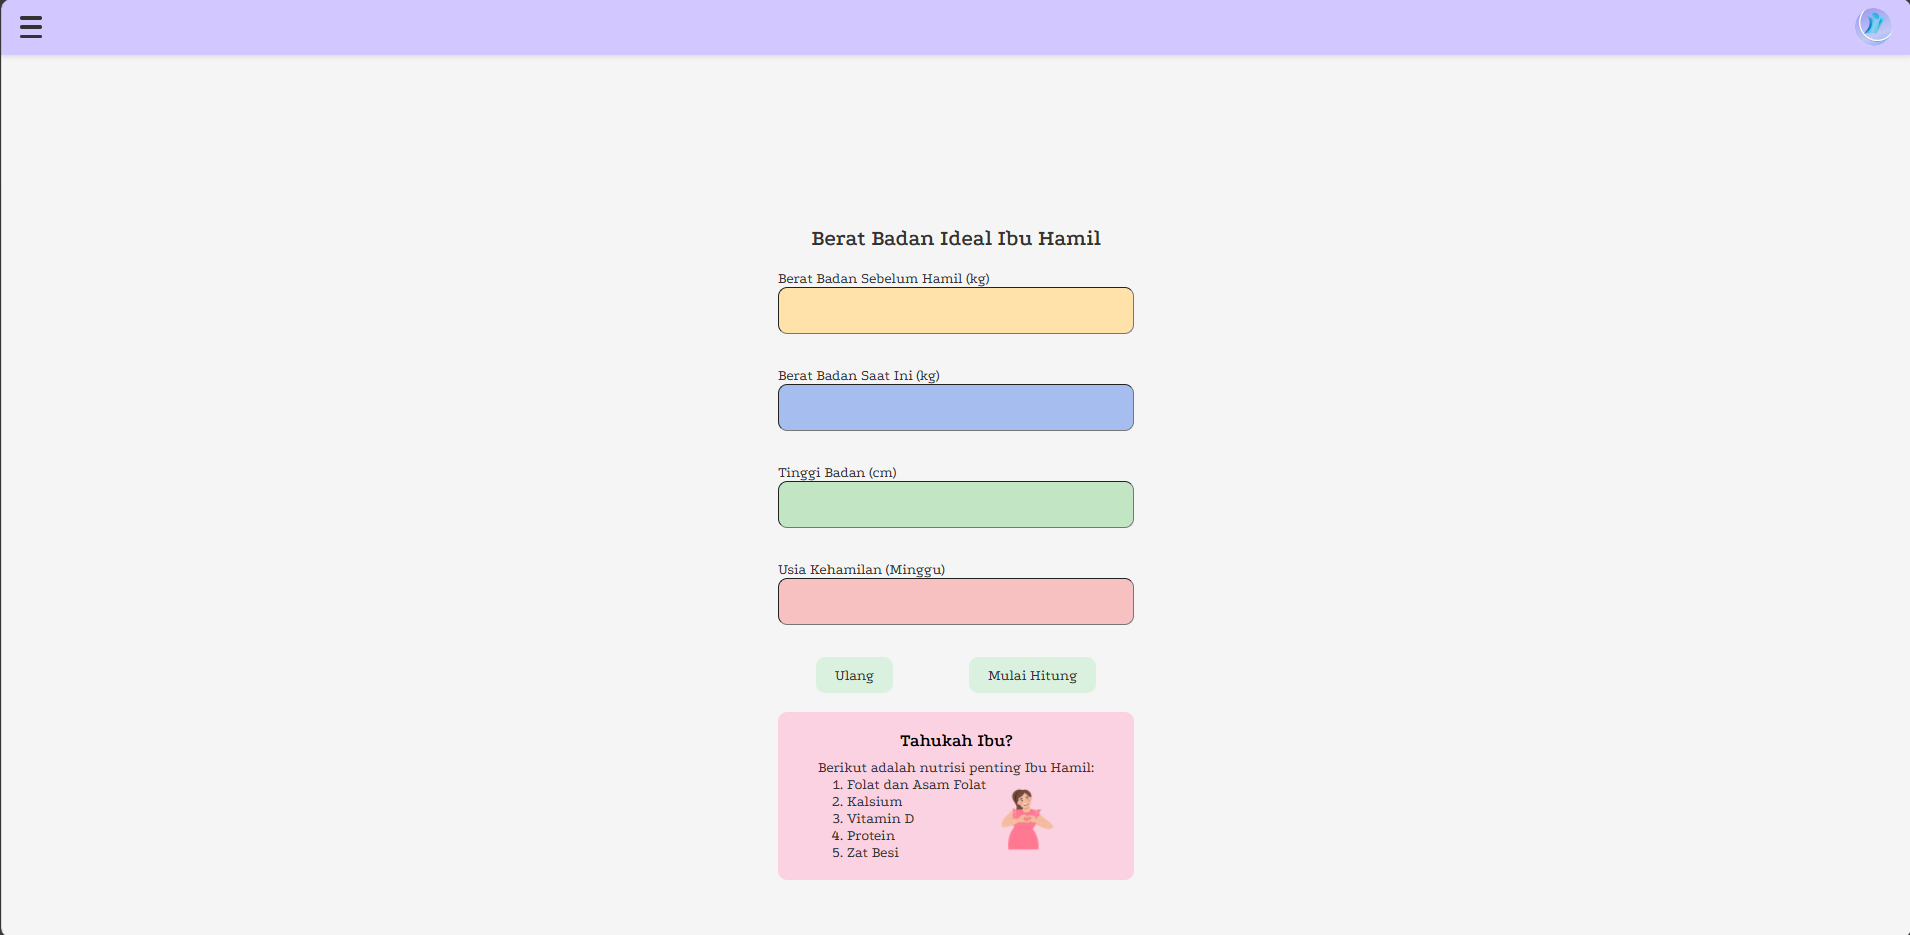 Berat Badan Ideal Ibu Hamil
Berat Badan Sebelum Hamil (kg)
Berat Badan Saat Ini (kg)
Tinggi Badan (cm)
Usia Kehamilan (Minggu)
Ulang
Mulai Hitung
Tahukah Ibu?
Berikut adalah nutrisi penting Ibu Hamil:
1. Folat dan Asam Folat
2. Kalsium
3. Vitamin D
4. Protein
5. Zat Besi